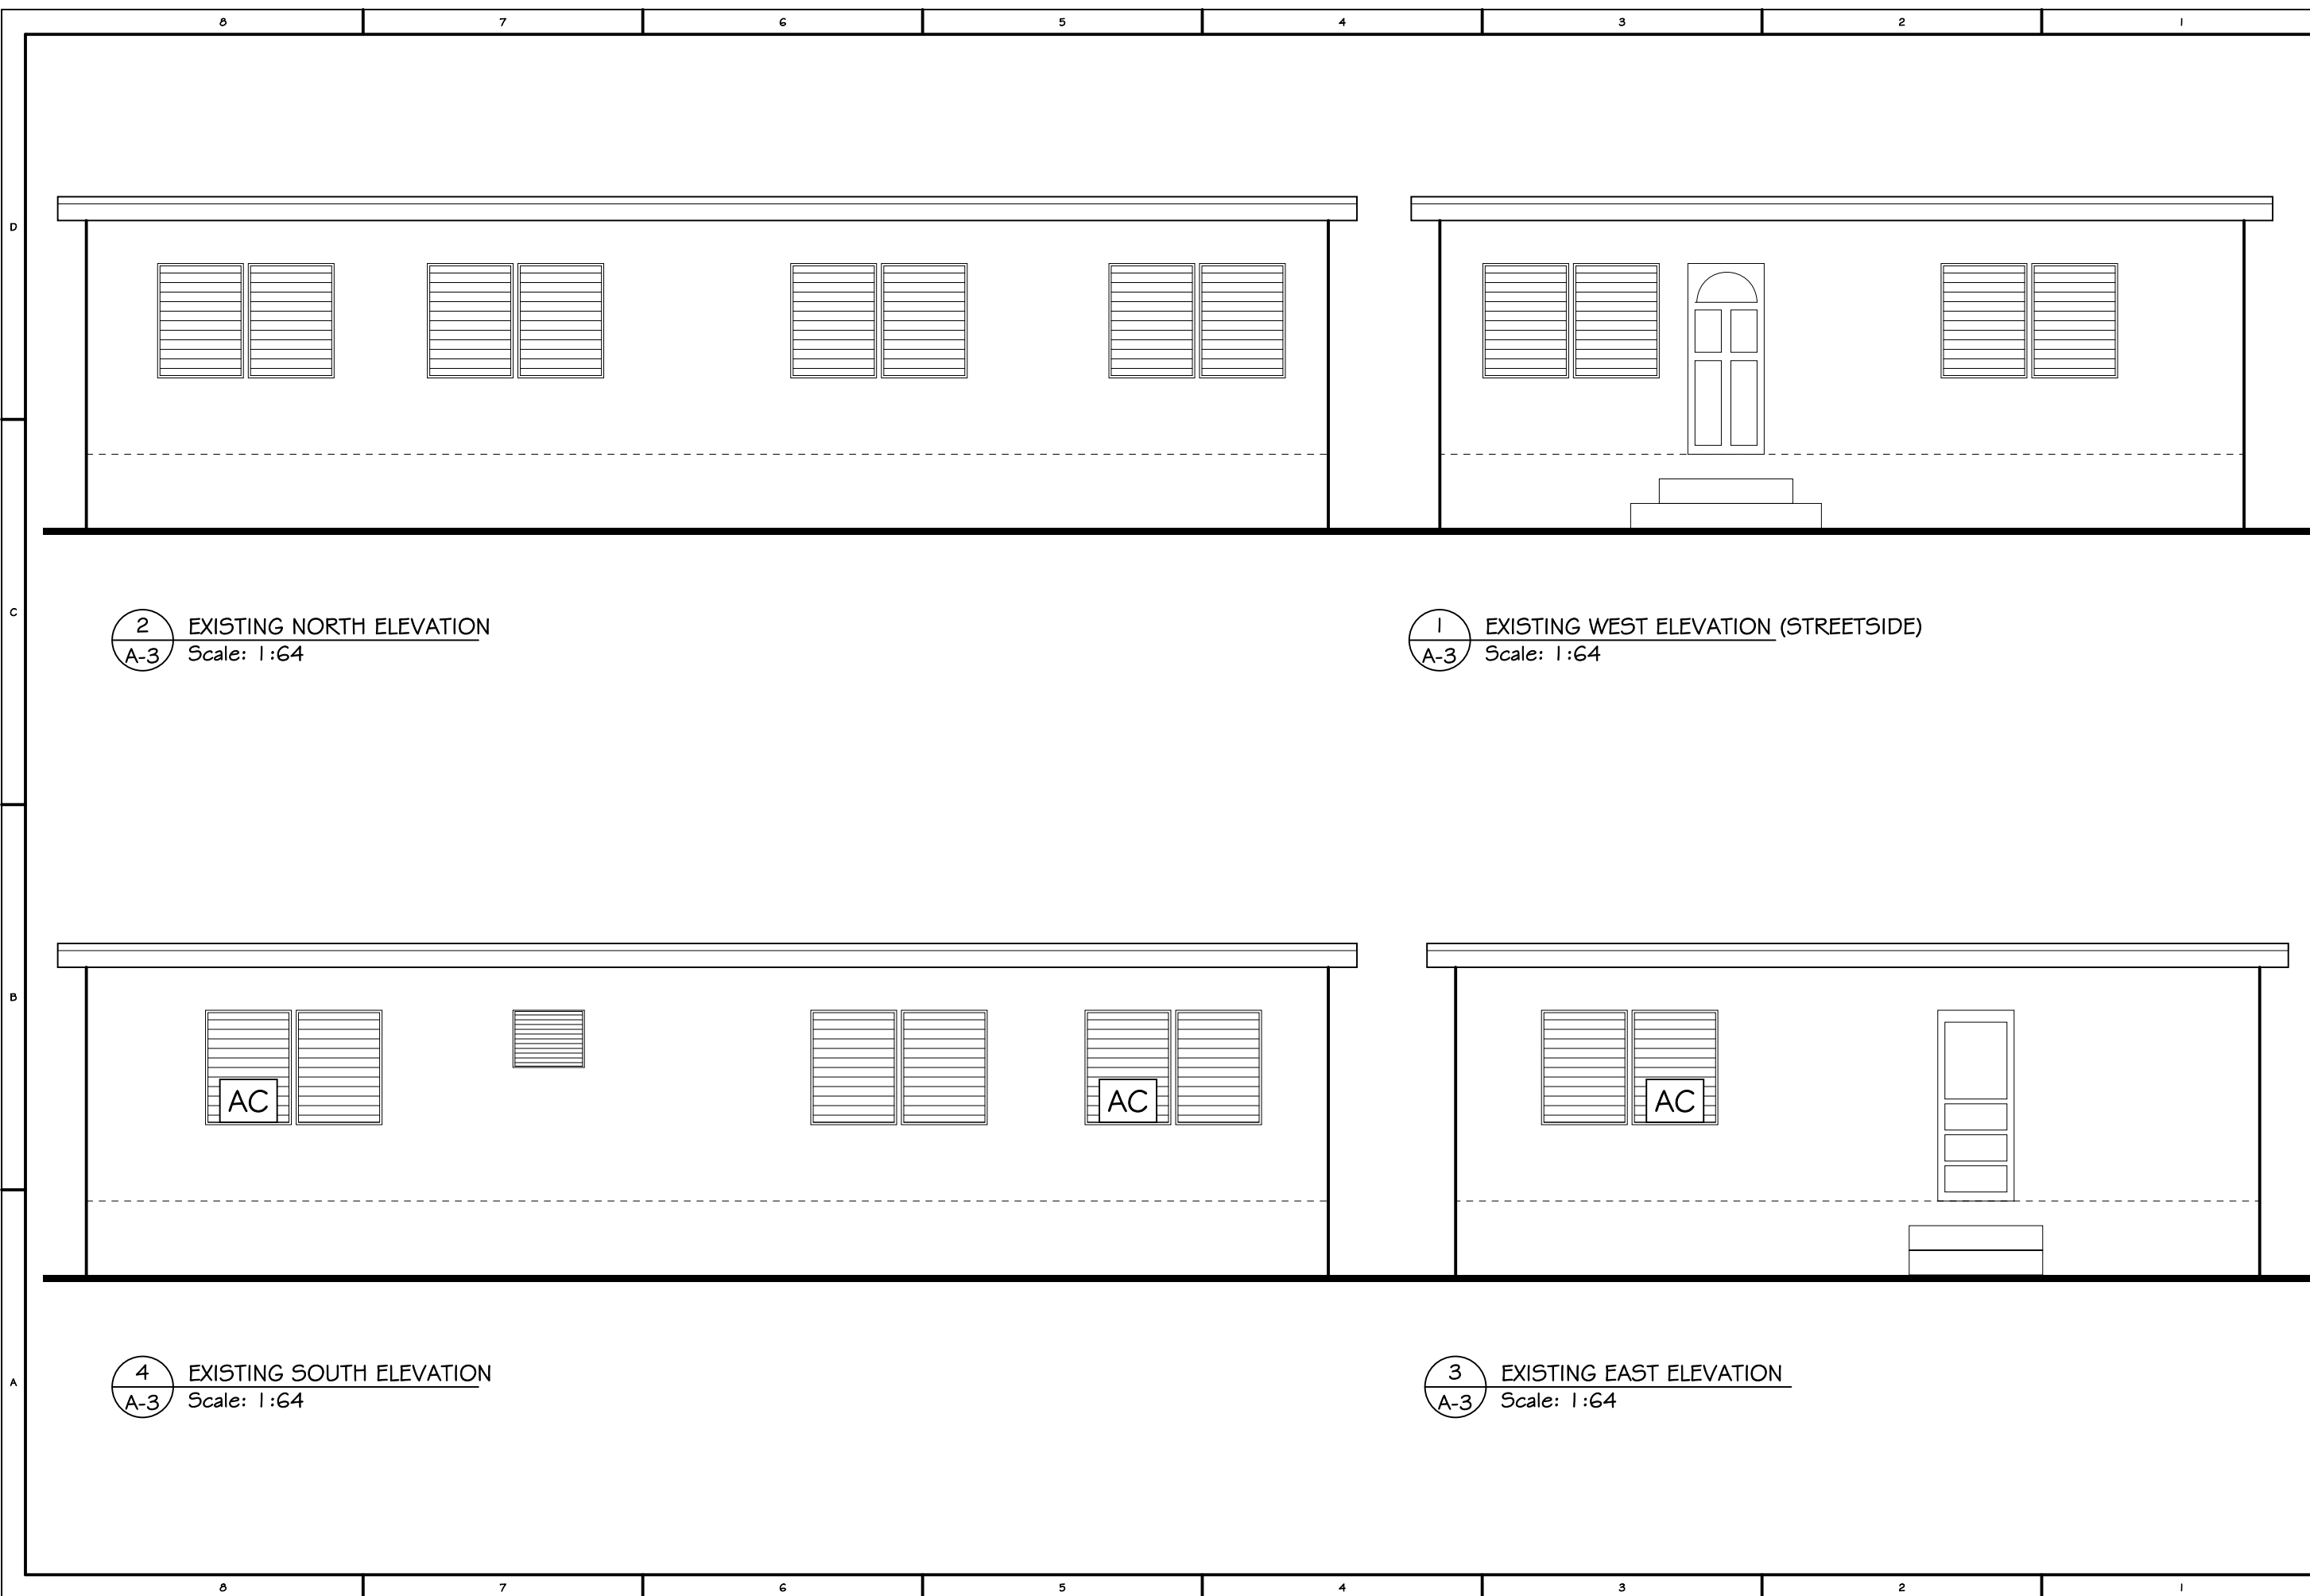 8 7 6 5 4 3 2 1
D
C
2 EXISTING NORTH ELEVATION
A-3 Scale: 1:64
1 EXISTING WEST ELEVATION (STREETSIDE)
A-3 Scale: 1:64
B
AC AC AC
A
4 EXISTING SOUTH ELEVATION
A-3 Scale: 1:64
3 EXISTING EAST ELEVATION
A-3 Scale: 1:64
8 7 6 5 4 3 2 1